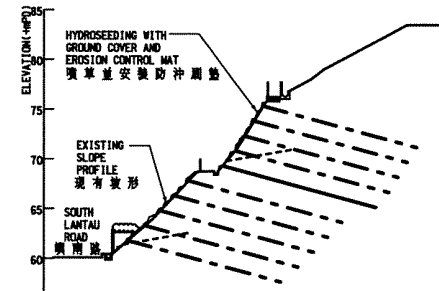 ELEVATION(+mPD)
85
80
75
70
65
60
HYDROSEEDING WITH
GROUND COVER AND
EROSION CONTROL MAT
噴草並安裝防沖刷墊
EXISTING
SLOPE
PROFILE
現有坡形
SOUTH
LANTAU
ROAD
嶼南路